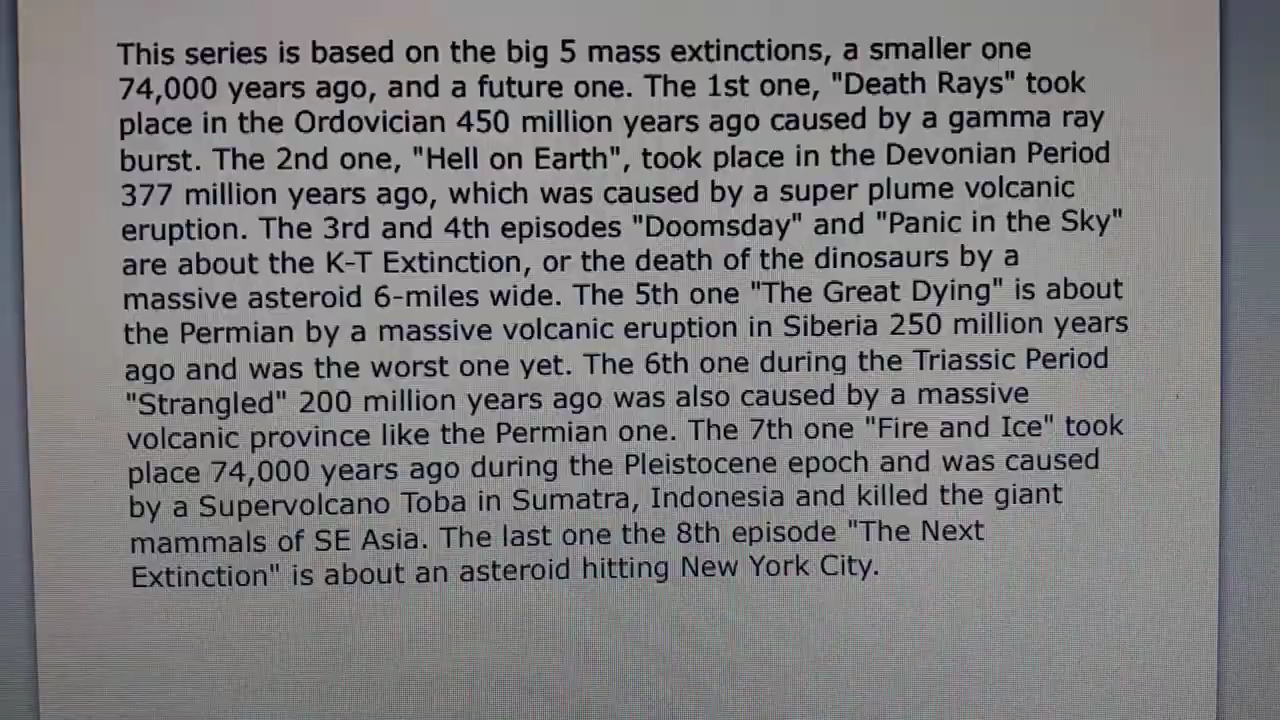 This series is based on the big 5 mass extinctions, a smaller one
74,000 years ago, and a future one. The 1st one, "Death Rays" took
place in the Ordovician 450 million years ago caused by a gamma ray
burst. The 2nd one, "Hell on Earth", took place in the Devonian Period
377 million years ago, which was caused by a super plume volcanic
eruption. The 3rd and 4th episodes "Doomsday" and "Panic in the Sky"
are about the K-T Extinction, or the death of the dinosaurs by a
massive asteroid 6-miles wide. The 5th one "The Great Dying" is about
the Permian by a massive volcanic eruption in Siberia 250 million years
ago and was the worst one yet. The 6th one during the Triassic Period
"Strangled" 200 million years ago was also caused by a massive
volcanic province like the Permian one. The 7th one "Fire and Ice" took
place 74,000 years ago during the Pleistocene epoch and was caused
by a Supervolcano Toba in Sumatra, Indonesia and killed the giant
mammals of SE Asia. The last one the 8th episode "The Next
Extinction" is about an asteroid hitting New York City.